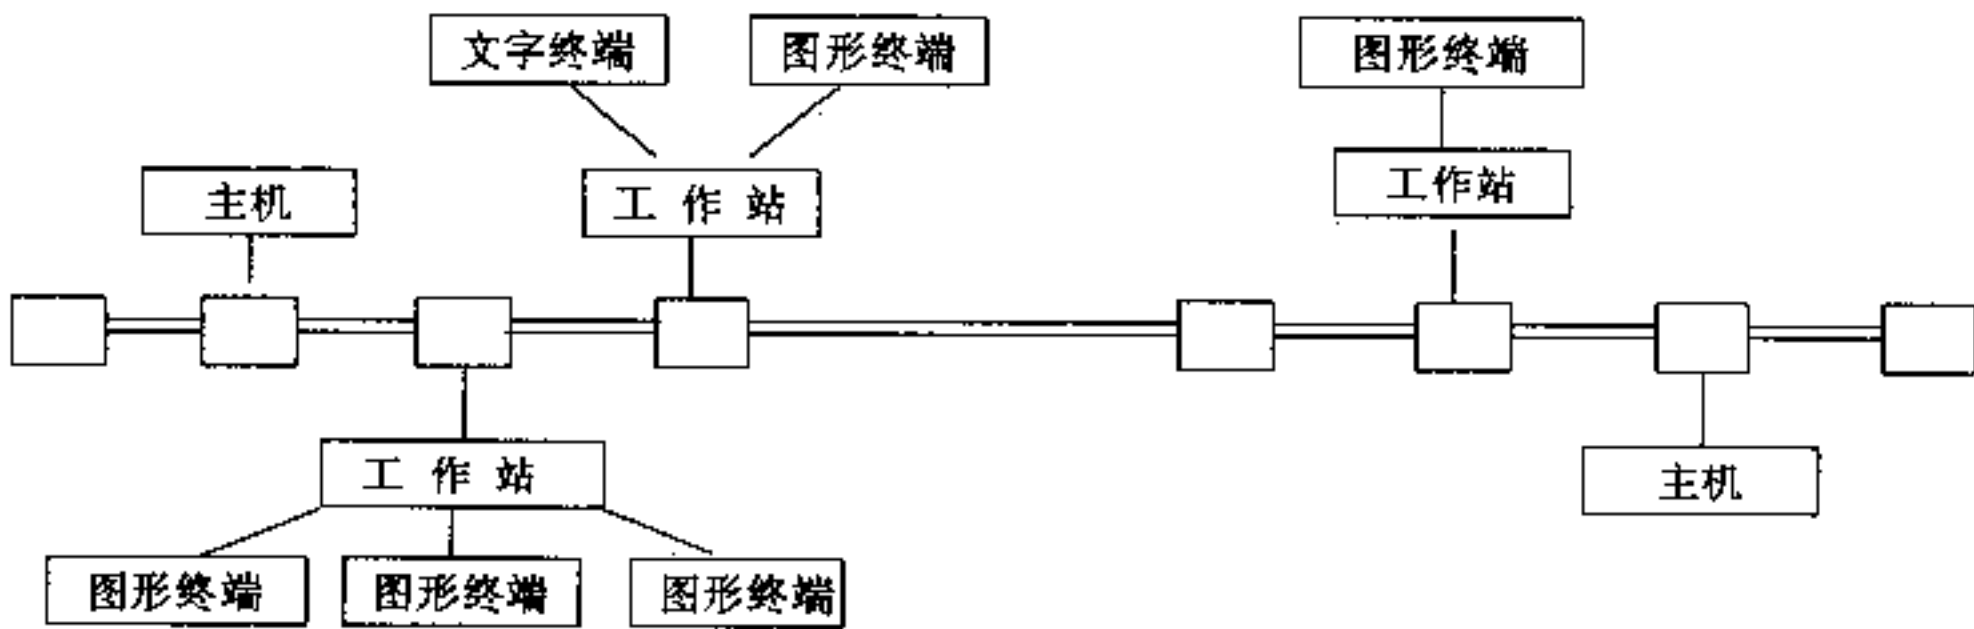 文字终端
图形终端
图形终端
主机
工 作 站
工作站
工 作 站
主机
图形终端
图形终端
图形终端